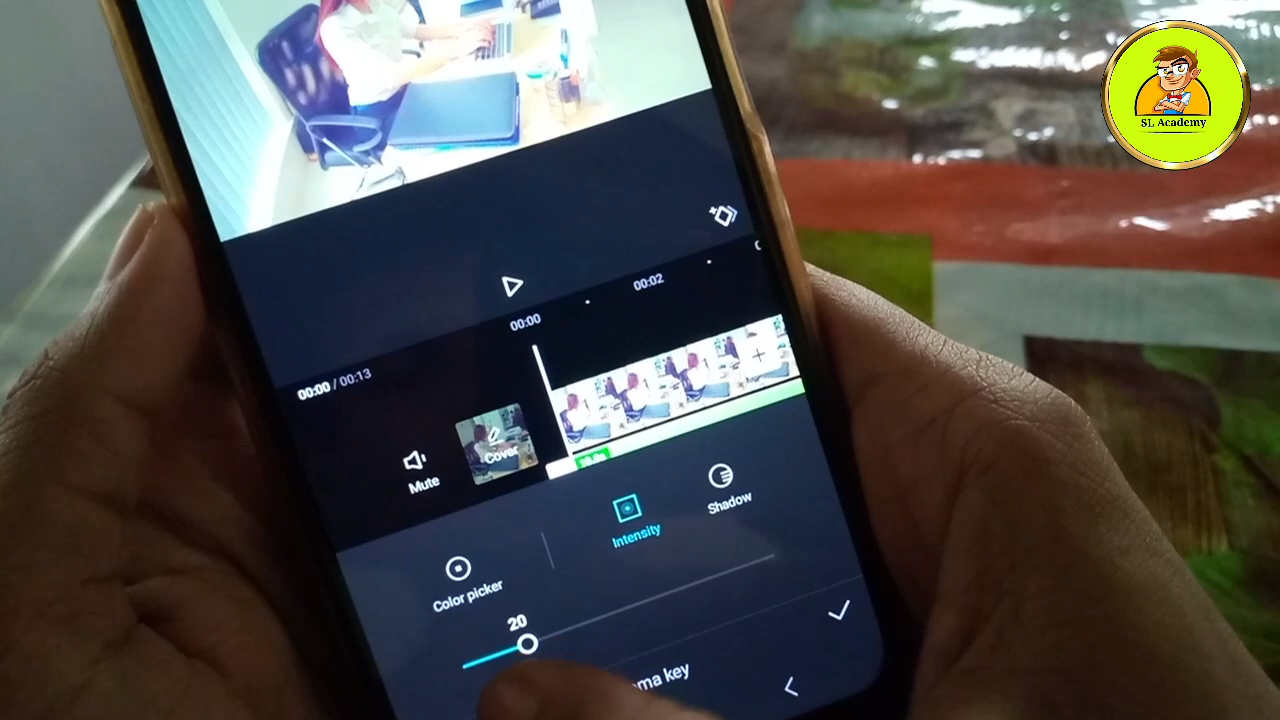 SL Academy
00:00
00:02
00:00 / 00:13
Mute
Cover
Color picker
Intensity
Shadow
20
ma key